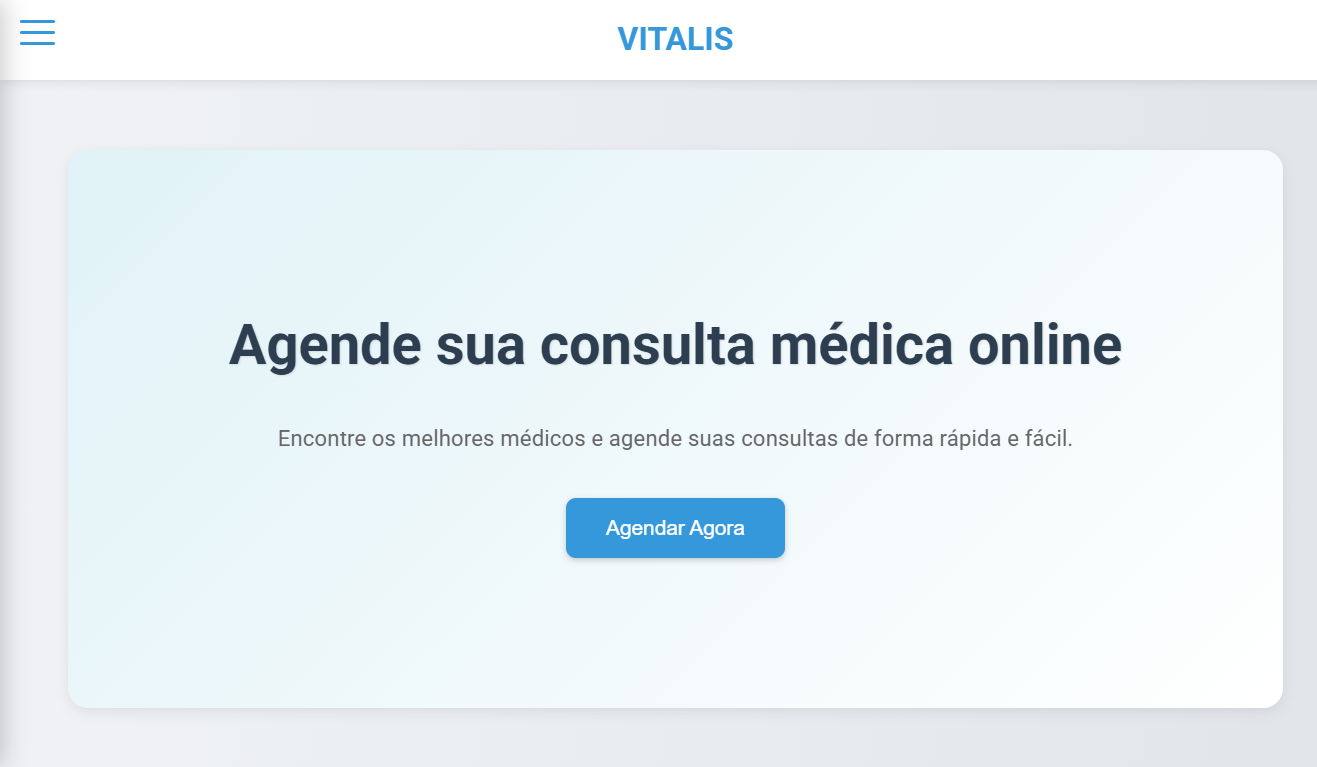 VITALIS
Agende sua consulta médica online
Encontre os melhores médicos e agende suas consultas de forma rápida e fácil.
Agendar Agora